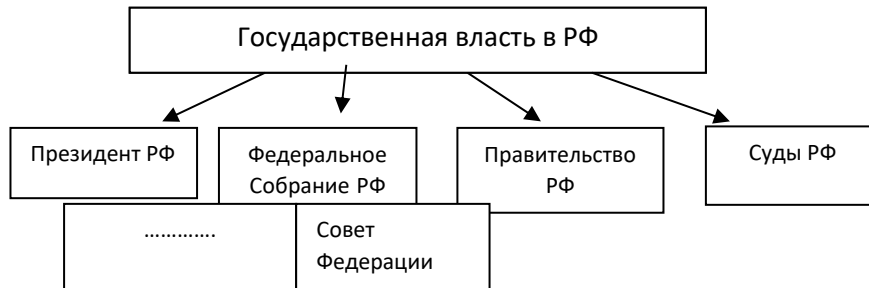 Государственная власть в РФ
Президент РФ
Федеральное
Собрание РФ
Правительство
РФ
Суды РФ
………….
Совет
Федерации